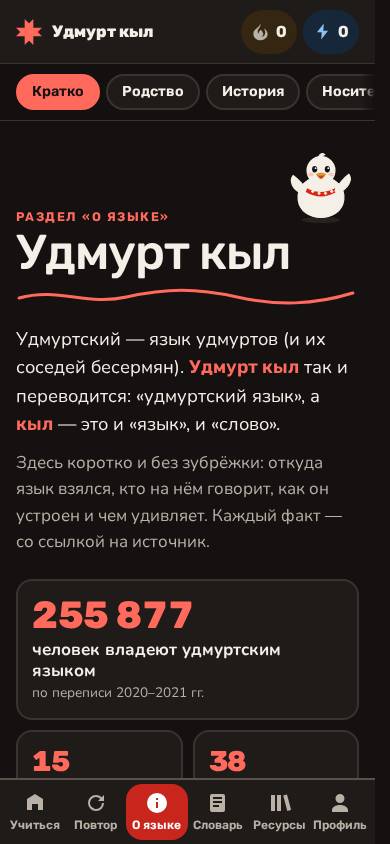 Удмурт кыл
0
0
Кратко
Родство
История
Носите
РАЗДЕЛ «О ЯЗЫКЕ»
Удмурт кыл
Удмуртский — язык удмуртов (и их
соседей бесермян). Удмурт кыл так и
переводится: «удмуртский язык», а
кыл — это и «язык», и «слово».
Здесь коротко и без зубрёжки: откуда
язык взялся, кто на нём говорит, как он
устроен и чем удивляет. Каждый факт —
со ссылкой на источник.
255 877
человек владеют удмуртским
языком
по переписи 2020–2021 гг.
15
38
Учиться
Повтор
О языке
Словарь
Ресурсы
Профиль